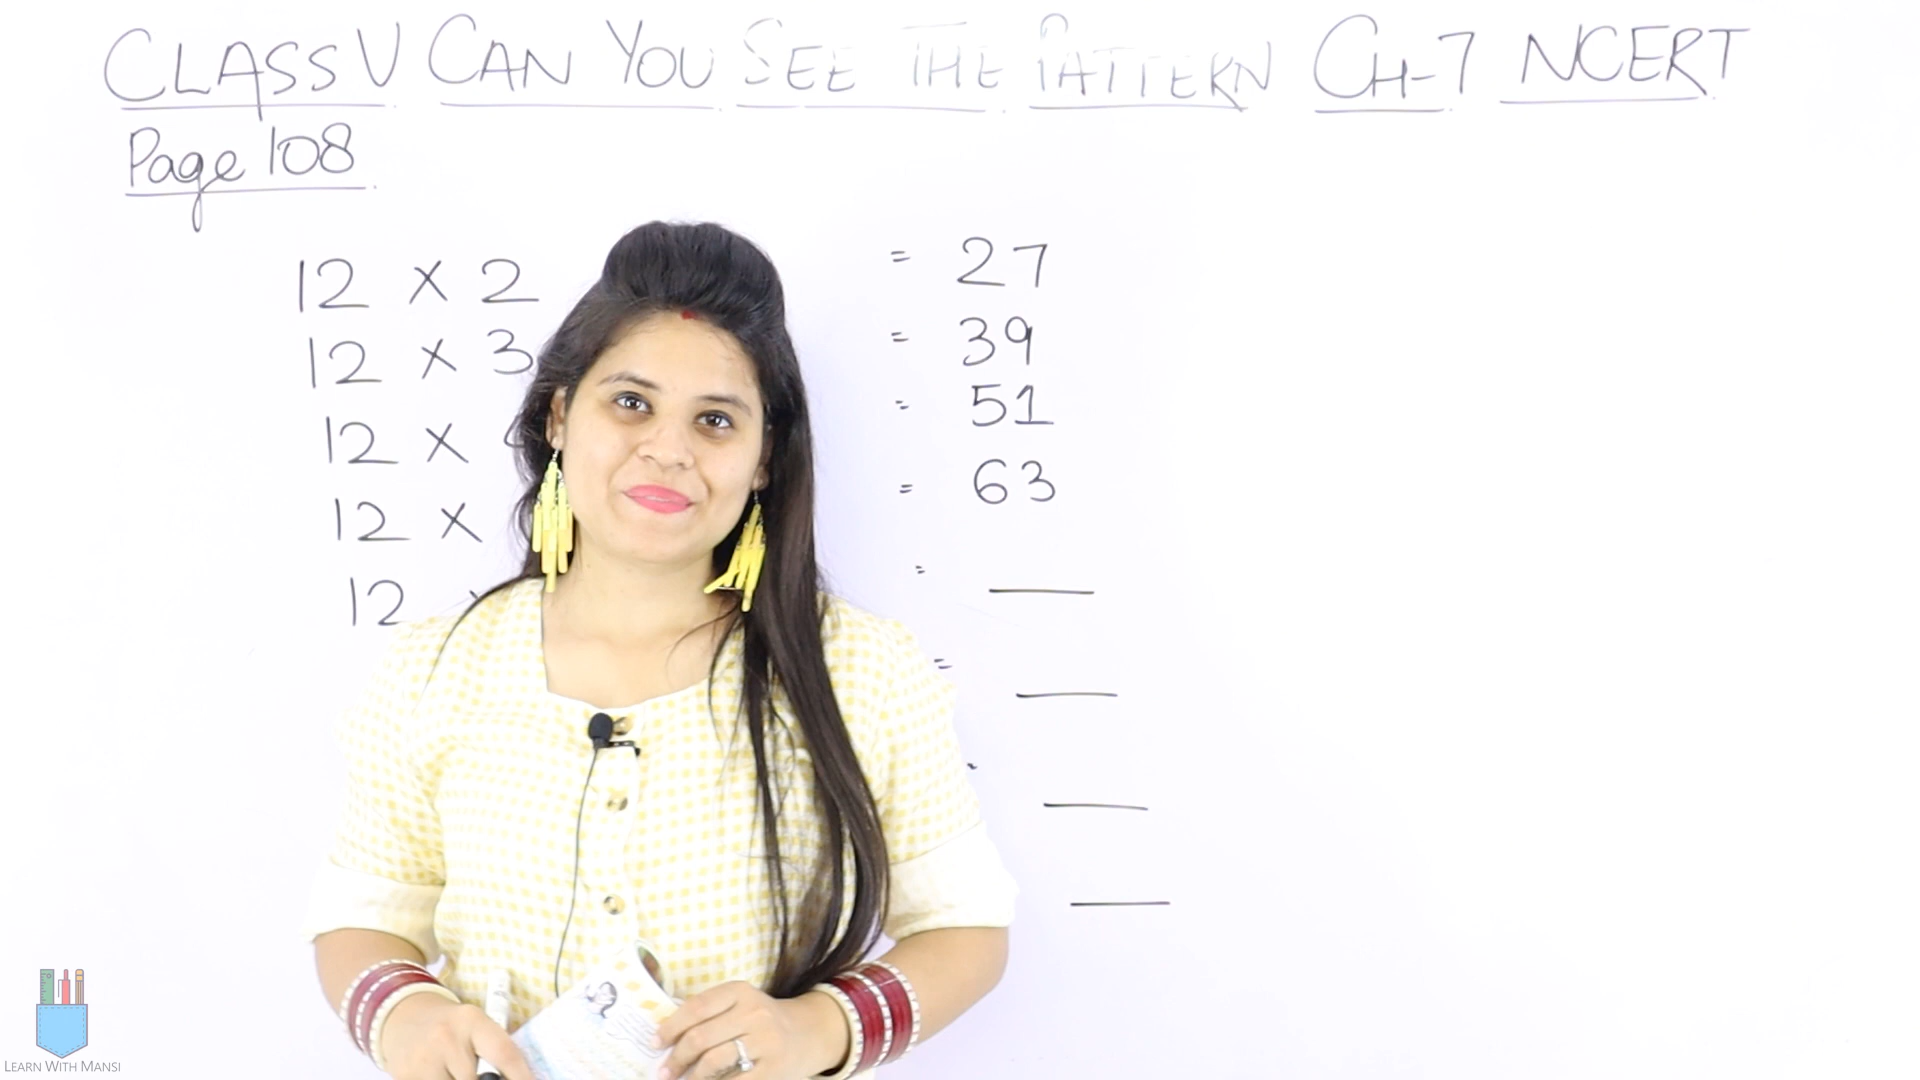 CLASS V CAN YOU SEE THE PATTERN CH-7 NCERT
Page 108
12 × 2 = 27
12 × 3 = 39
12 × = 51
12 × = 63
12 =
=
LEARN WITH MANSI